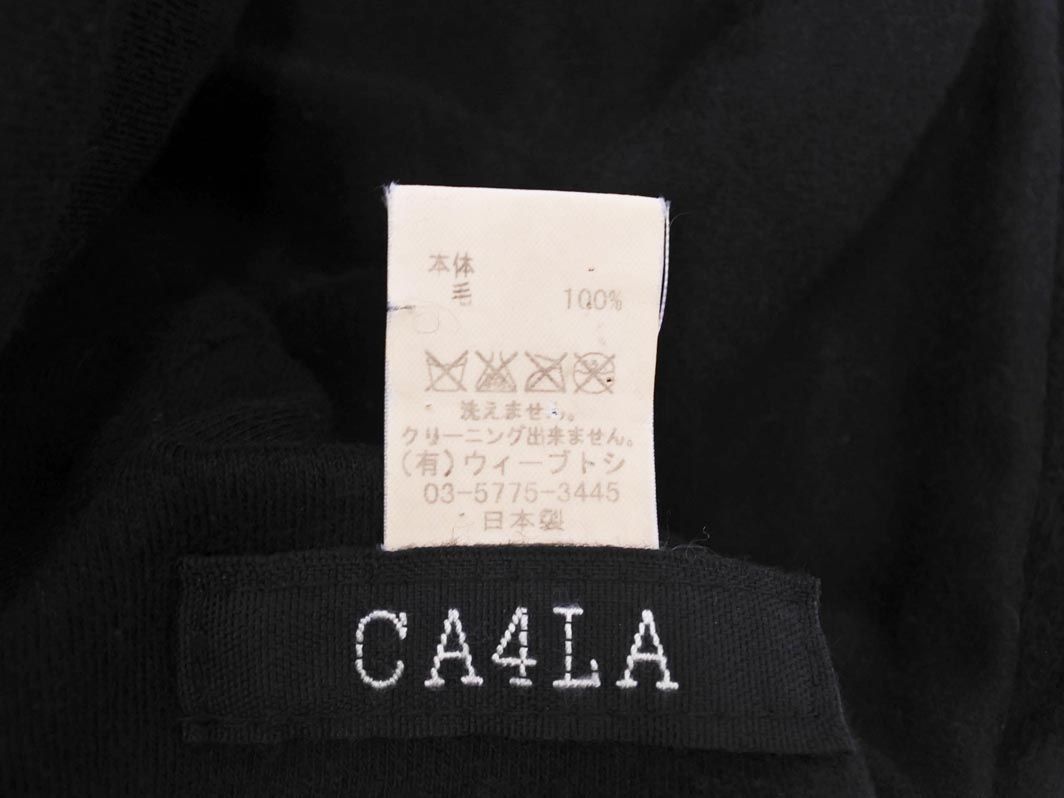 本体
毛 100%
洗えません。
クリーニング出来ません。
(有)ウィーブトシ
03-5775-3445
日本製
CA4LA